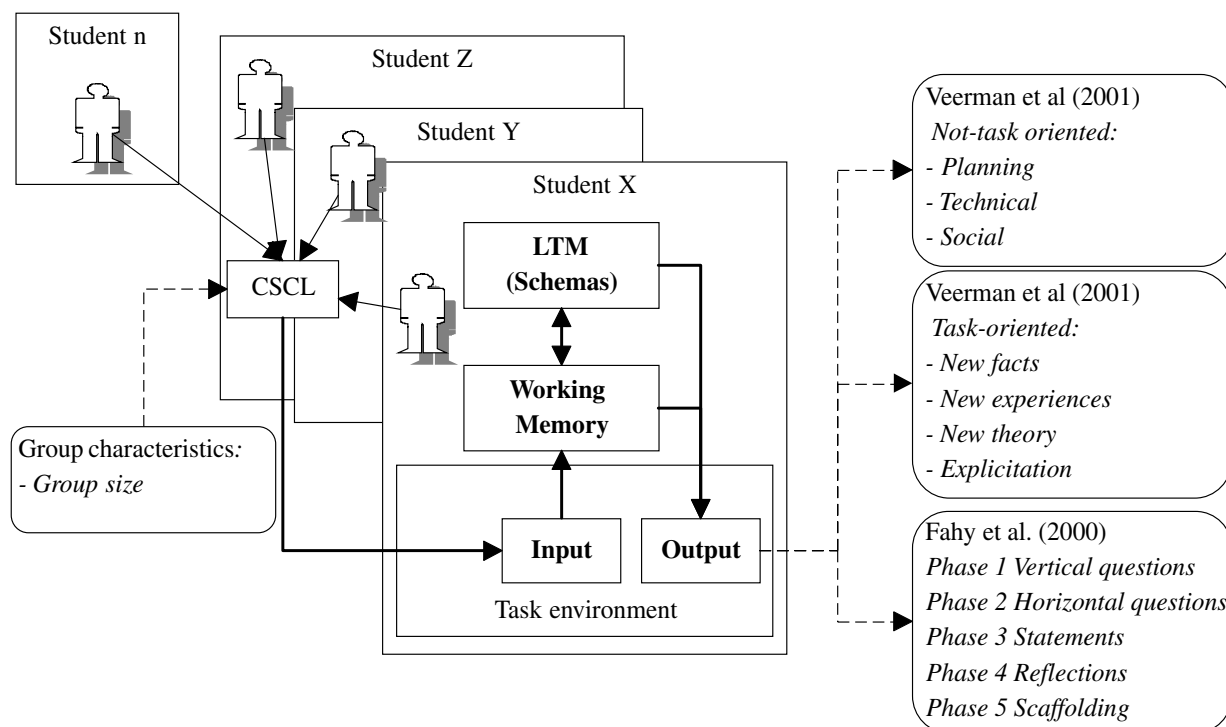 Student n
Student Z
Student Y
Student X
LTM
(Schemas)
CSCL
Working
Memory
Group characteristics:
- Group size
Input
Output
Task environment
Veerman et al (2001)
Not-task oriented:
- Planning
- Technical
- Social
Veerman et al (2001)
Task-oriented:
- New facts
- New experiences
- New theory
- Explicitation
Fahy et al. (2000)
Phase 1 Vertical questions
Phase 2 Horizontal questions
Phase 3 Statements
Phase 4 Reflections
Phase 5 Scaffolding